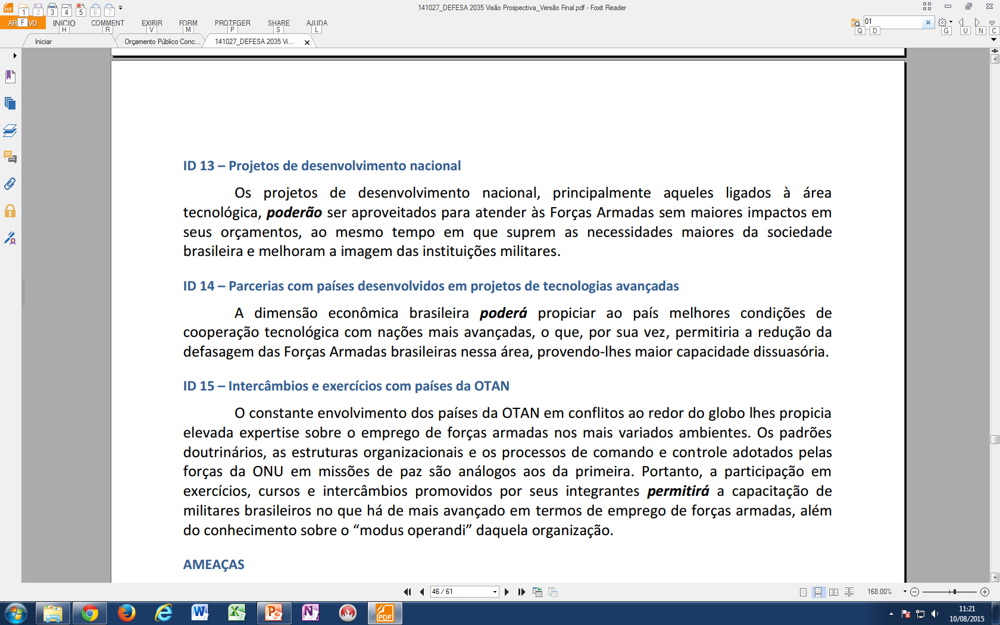 141027_DEFESA 2035 Visão Prospectiva_Versão Final.pdf - Foxit Reader
1 2 3 4 5 6 7
ARQUIVO INÍCIO COMMENT EXIBIR FORM PROTEGER SHARE AJUDA
01
F H R V M P S L Q D G U N C
Iniciar
Orçamento Público Conc...
141027_DEFESA 2035 Vi...
ID 13 – Projetos de desenvolvimento nacional
Os projetos de desenvolvimento nacional, principalmente aqueles ligados à área
tecnológica, poderão ser aproveitados para atender às Forças Armadas sem maiores impactos em
seus orçamentos, ao mesmo tempo em que suprem as necessidades maiores da sociedade
brasileira e melhoram a imagem das instituições militares.
ID 14 – Parcerias com países desenvolvidos em projetos de tecnologias avançadas
A dimensão econômica brasileira poderá propiciar ao país melhores condições de
cooperação tecnológica com nações mais avançadas, o que, por sua vez, permitiria a redução da
defasagem das Forças Armadas brasileiras nessa área, provendo-lhes maior capacidade dissuasória.
ID 15 – Intercâmbios e exercícios com países da OTAN
O constante envolvimento dos países da OTAN em conflitos ao redor do globo lhes propicia
elevada expertise sobre o emprego de forças armadas nos mais variados ambientes. Os padrões
doutrinários, as estruturas organizacionais e os processos de comando e controle adotados pelas
forças da ONU em missões de paz são análogos aos da primeira. Portanto, a participação em
exercícios, cursos e intercâmbios promovidos por seus integrantes permitirá a capacitação de
militares brasileiros no que há de mais avançado em termos de emprego de forças armadas, além
do conhecimento sobre o “modus operandi” daquela organização.
AMEAÇAS
46 / 61
168.00%
PDF
11:21
10/08/2015